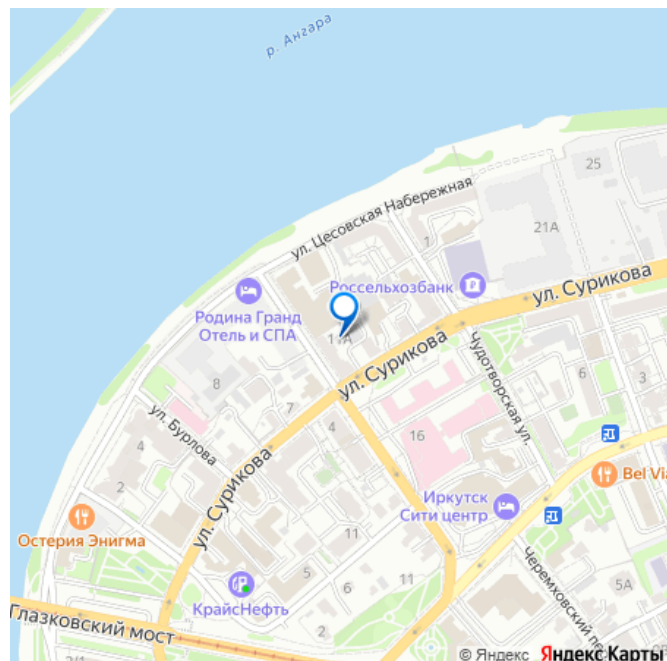 р. Ангара
25
ул. Цесовская Набережная
21А
1
Россельхозбанк
ул. Сурикова
Родина Гранд
Отель и СПА
11А
ул. Сурикова
Чудотворская ул.
8
6
7
ул. Бурлова
4
4
16
2
ул. Сурикова
Bel Via
Иркутск
Сити центр
Остерия Энигма
5
11
11
6
5А
КрайсНефть
Черемховский пер
2
Глазковский мост
© Яндекс Яндекс Карты